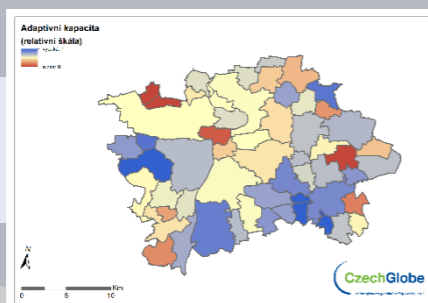 Adaptivní kapacita
(relativní škála)
N
0 5 10 Km
CzechGlobe